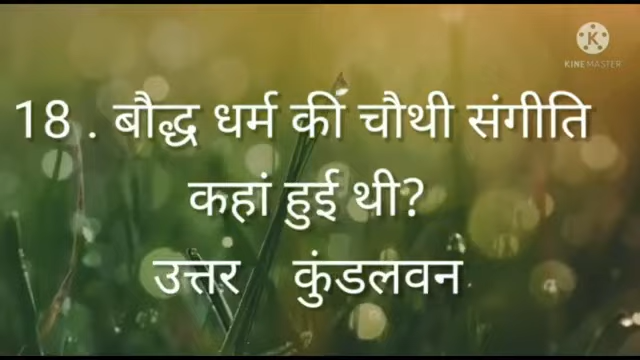 K
KINEMASTER
18 . बौद्ध धर्म की चौथी संगीति
कहां हुई थी?
उत्तर कुंडलवन